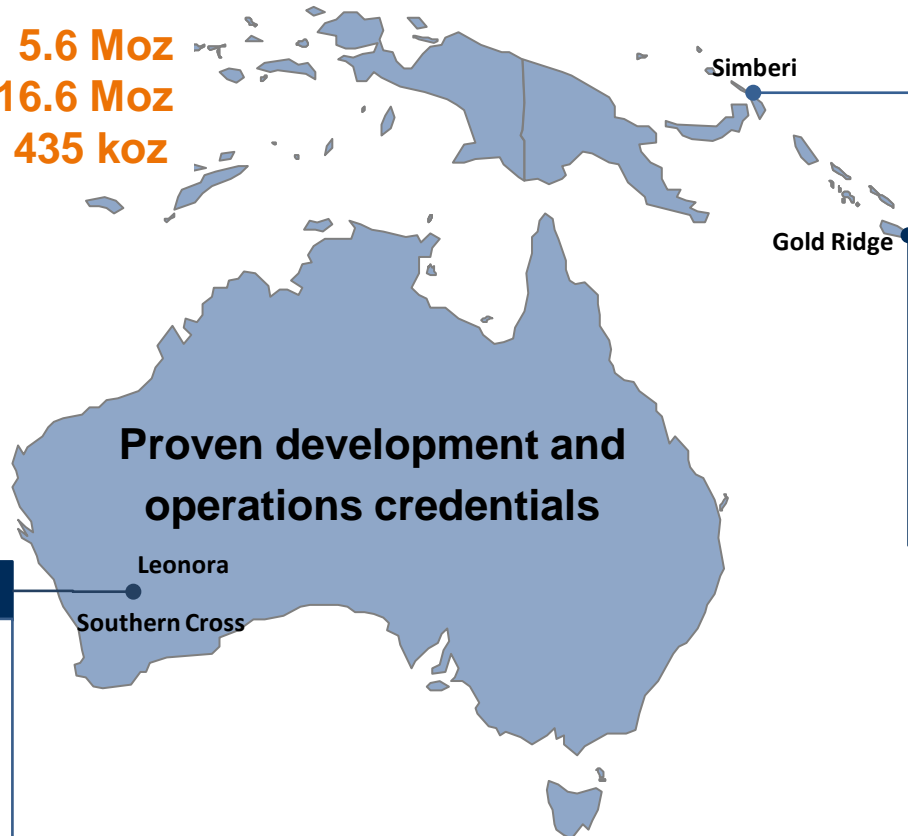 5.6 Moz
16.6 Moz
435 koz
Simberi
Gold Ridge
Proven development and
operations credentials
Leonora
Southern Cross